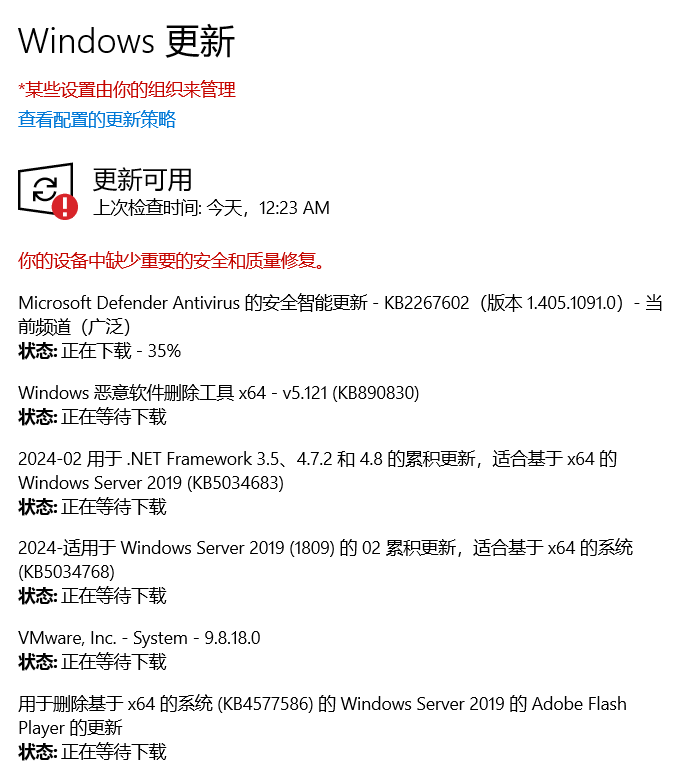 Windows 更新
*某些设置由你的组织来管理
查看配置的更新策略
更新可用
上次检查时间: 今天，12:23 AM
你的设备中缺少重要的安全和质量修复。
Microsoft Defender Antivirus 的安全智能更新 - KB2267602（版本 1.405.1091.0）- 当
前频道（广泛）
状态: 正在下载 - 35%
Windows 恶意软件删除工具 x64 - v5.121 (KB890830)
状态: 正在等待下载
2024-02 用于 .NET Framework 3.5、4.7.2 和 4.8 的累积更新，适合基于 x64 的
Windows Server 2019 (KB5034683)
状态: 正在等待下载
2024-适用于 Windows Server 2019 (1809) 的 02 累积更新，适合基于 x64 的系统
(KB5034768)
状态: 正在等待下载
VMware, Inc. - System - 9.8.18.0
状态: 正在等待下载
用于删除基于 x64 的系统 (KB4577586) 的 Windows Server 2019 的 Adobe Flash
Player 的更新
状态: 正在等待下载